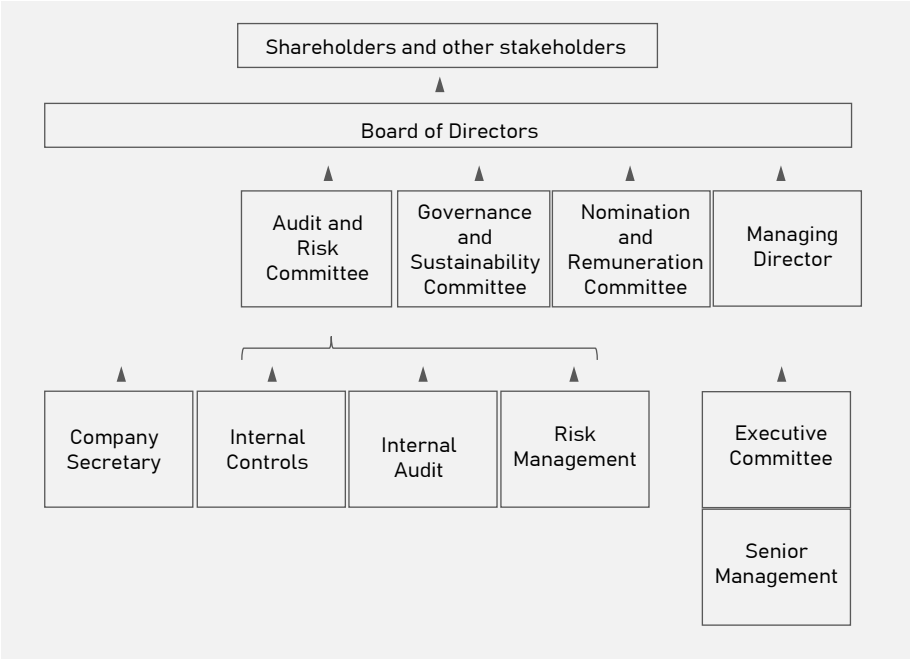 Shareholders and other stakeholders
Board of Directors
Audit and
Risk
Committee
Governance
and
Sustainability
Committee
Nomination
and
Remuneration
Committee
Managing
Director
Company
Secretary
Internal
Controls
Internal
Audit
Risk
Management
Executive
Committee
Senior
Management